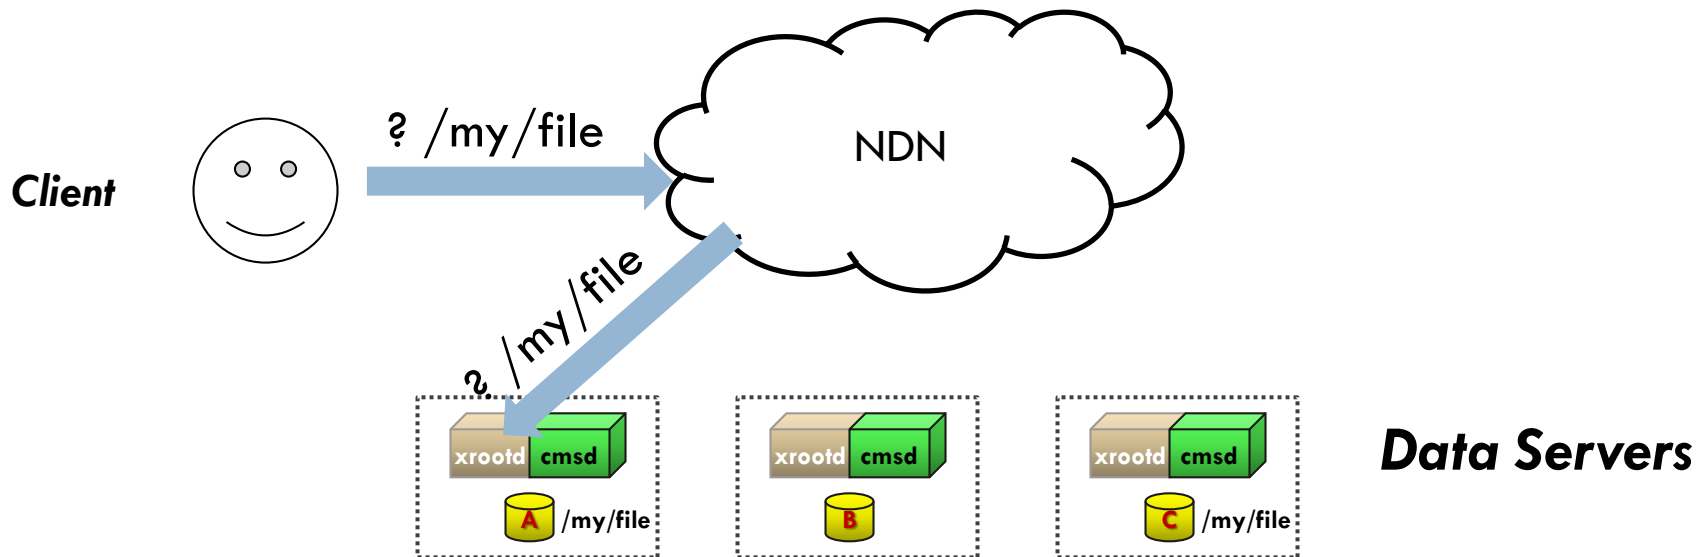 ? /my/file
NDN
Client
? /my/file
Data Servers
xrootd cmsd
xrootd cmsd
xrootd cmsd
A /my/file
B
C /my/file